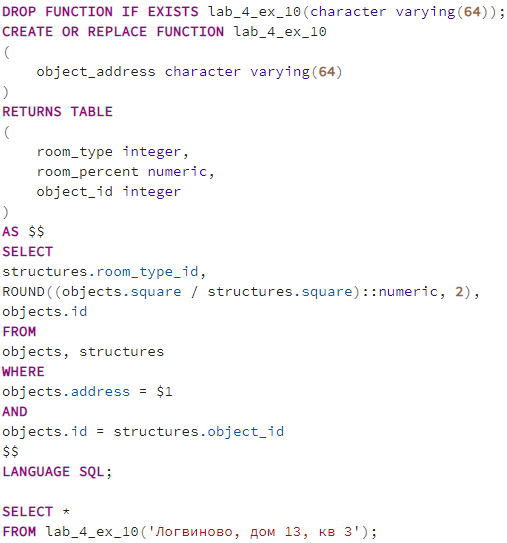 DROP FUNCTION IF EXISTS lab_4_ex_10(character varying(64));
CREATE OR REPLACE FUNCTION lab_4_ex_10
(
    object_address character varying(64)
)
RETURNS TABLE
(
    room_type integer,
    room_percent numeric,
    object_id integer
)
AS $$
SELECT
structures.room_type_id,
ROUND((objects.square / structures.square)::numeric, 2),
objects.id
FROM
objects, structures
WHERE
objects.address = $1
AND
objects.id = structures.object_id
$$
LANGUAGE SQL;

SELECT *
FROM lab_4_ex_10('Логвиново, дом 13, кв 3');